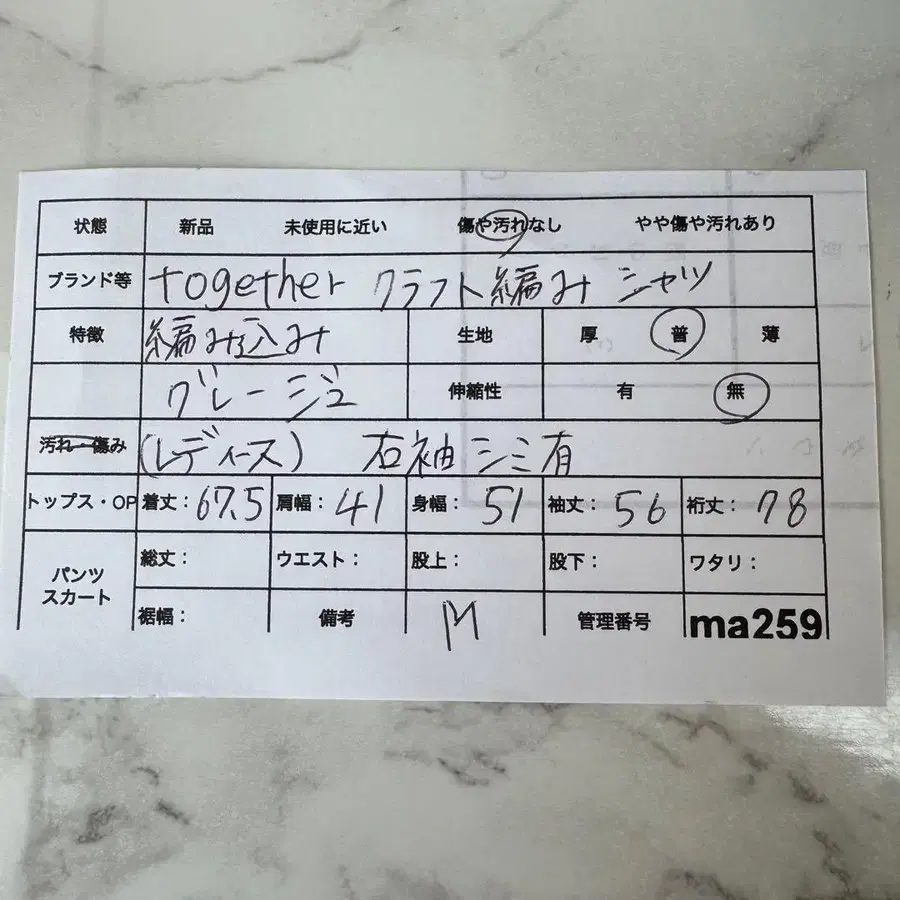 状態 新品 未使用に近い 傷や汚れなし やや傷や汚れあり
ブランド等 together クラフト編み シャツ
特徴 編み込み 生地 厚 普 薄
グレージュ 伸縮性 有 無
汚れ・傷み (レディース) 右袖シミ有
トップス・OP 着丈：67.5 肩幅：41 身幅：51 袖丈：56 裄丈：78
パンツ スカート 総丈： ウエスト： 股上： 股下： ワタリ：
裾幅： 備考 M 管理番号 ma259